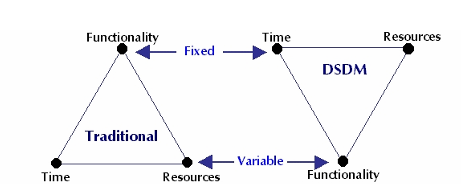 Functionality
Fixed
Time
Resources
DSDM
Traditional
Variable
Time
Resources
Functionality